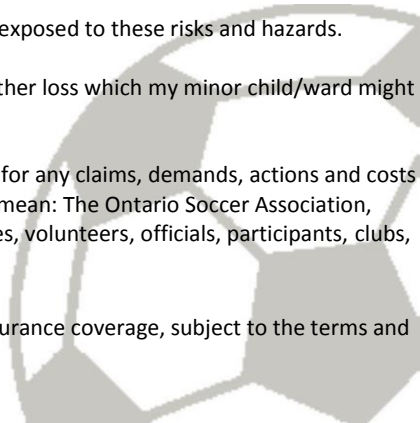 exposed to these risks and hazards.
ther loss which my minor child/ward might
for any claims, demands, actions and costs
mean: The Ontario Soccer Association,
es, volunteers, officials, participants, clubs,
urance coverage, subject to the terms and